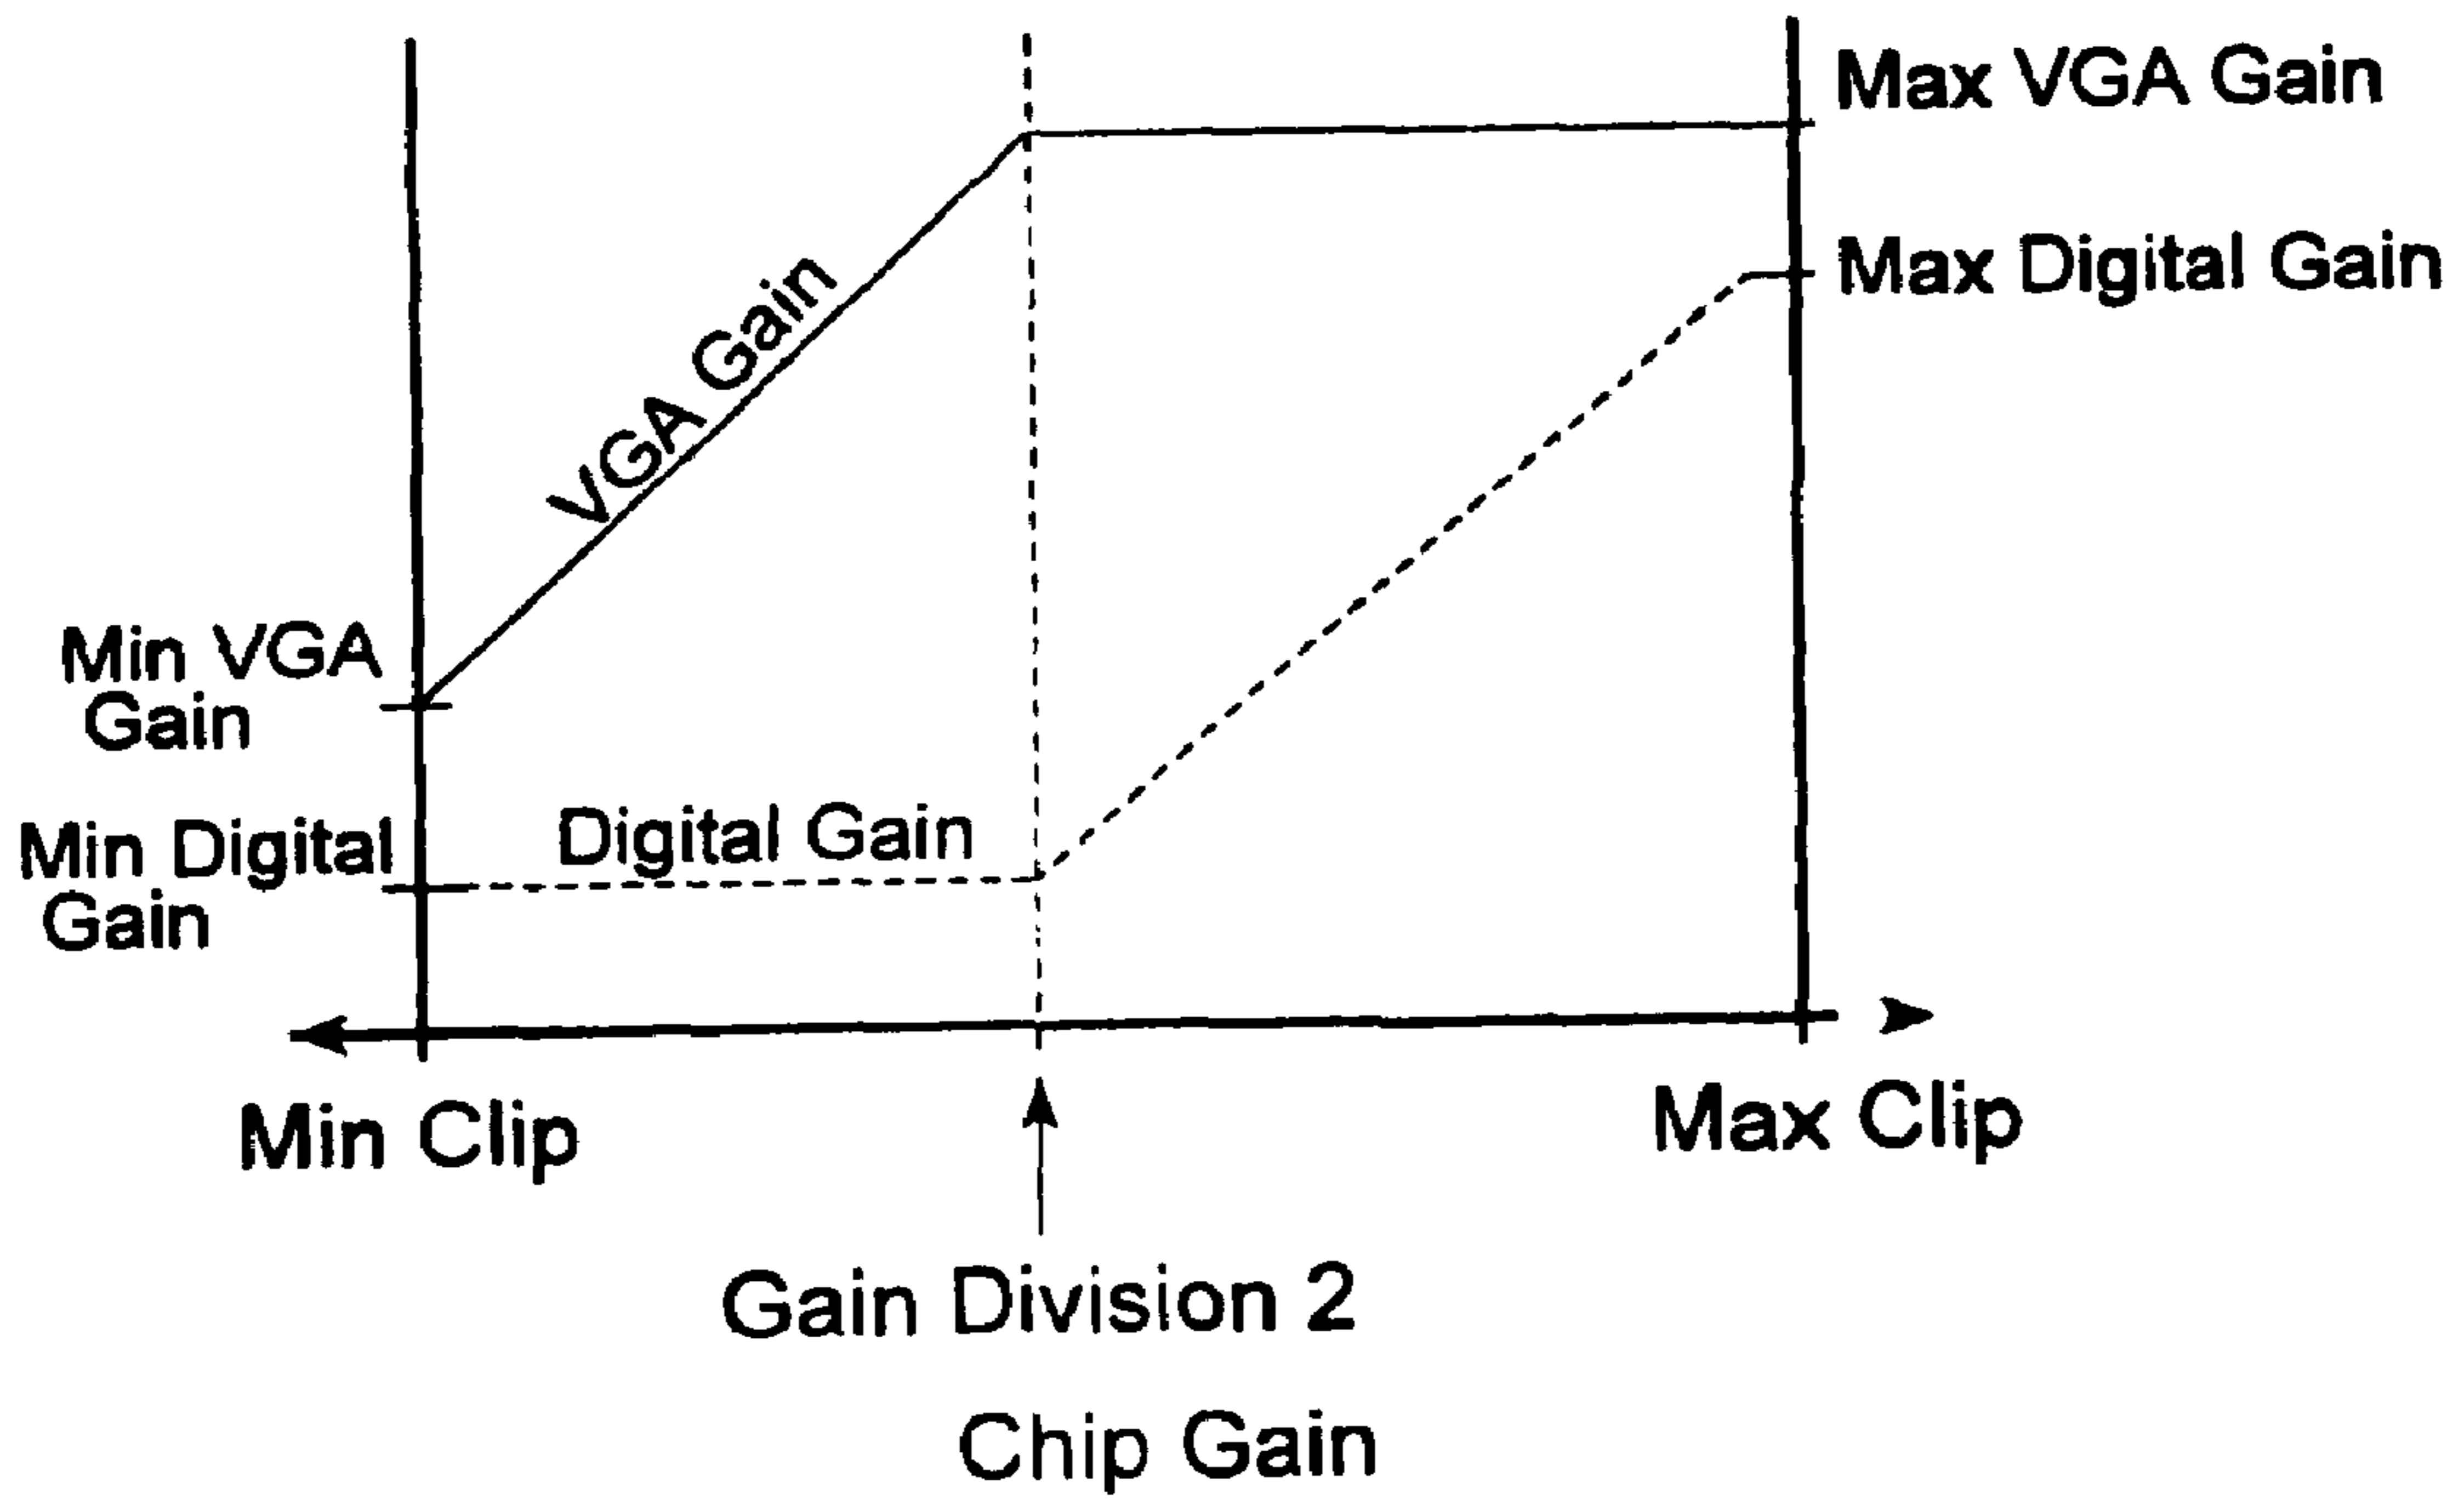 Max VGA Gain
Max Digital Gain
VGA Gain
Min VGA
Gain
Min Digital
Gain
Digital Gain
Min Clip
Max Clip
Gain Division 2
Chip Gain